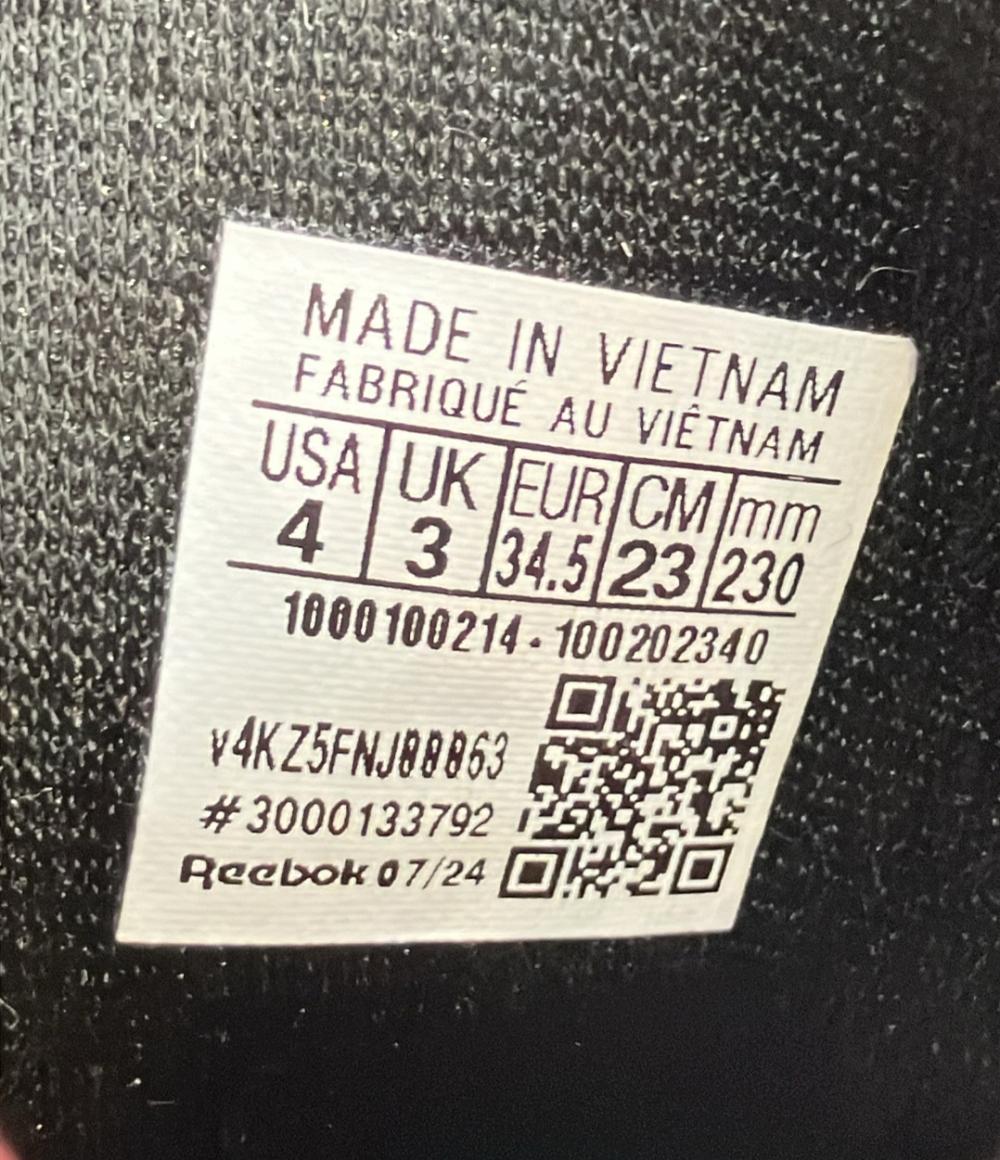 MADE IN VIETNAM
FABRIQUÉ AU VIÊTNAM
USA UK EUR CM mm
4 3 34.5 23 230
1000100214 - 100202340
#3000133792
Reebok 07/24